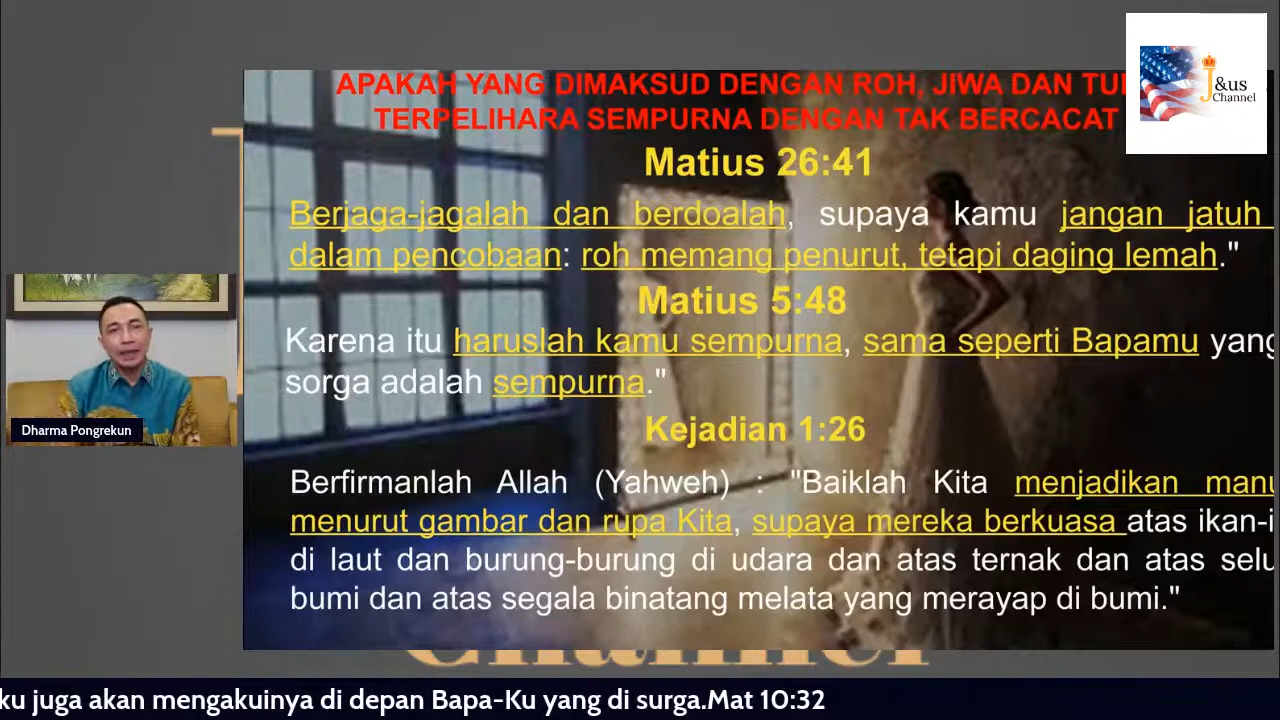 APAKAH YANG DIMAKSUD DENGAN ROH, JIWA DAN
TERPELIHARA SEMPURNA DENGAN TAK BERCACAT
J&us
Channel
Matius 26:41
Berjaga-jagalah dan berdoalah, supaya kamu jangan jatuh
dalam pencobaan: roh memang penurut, tetapi daging lemah."
Matius 5:48
Karena itu haruslah kamu sempurna, sama seperti Bapamu yang
sorga adalah sempurna."
Kejadian 1:26
Berfirmanlah Allah (Yahweh) : "Baiklah Kita menjadikan manu
menurut gambar dan rupa Kita, supaya mereka berkuasa atas ikan-i
di laut dan burung-burung di udara dan atas ternak dan atas selu
bumi dan atas segala binatang melata yang merayap di bumi."
Dharma Pongrekun
Channel
ku juga akan mengakuinya di depan Bapa-Ku yang di surga.Mat 10:32